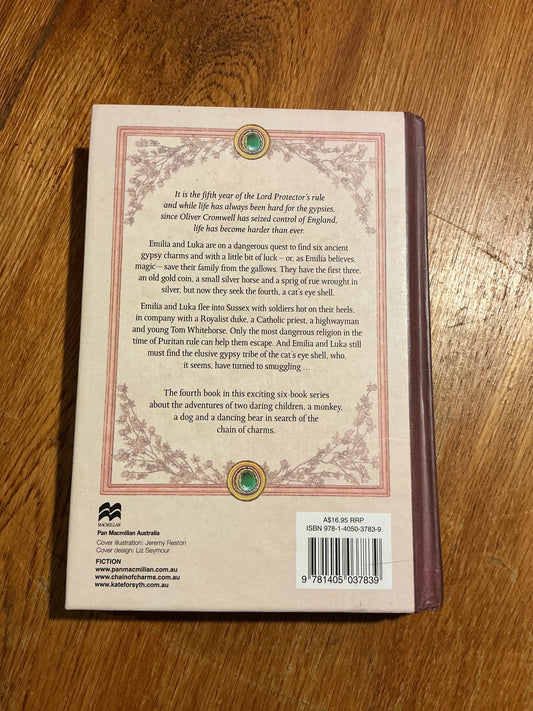 It is the fifth year of the Lord Protector's rule
and while life has always been hard for the gypsies,
since Oliver Cromwell has seized control of England,
life has become harder than ever.
Emilia and Luka are on a dangerous quest to find six ancient
gypsy charms and with a little bit of luck – or, as Emilia believes,
magic – save their family from the gallows. They have the first three,
an old gold coin, a small silver horse and a sprig of rue wrought in
silver, but now they seek the fourth, a cat's eye shell.
Emilia and Luka flee into Sussex with soldiers hot on their heels,
in company with a Royalist duke, a Catholic priest, a highwayman
and young Tom Whitehorse. Only the most dangerous religion in the
time of Puritan rule can help them escape. And Emilia and Luka still
must find the elusive gypsy tribe of the cat's eye shell, who,
it seems, have turned to smuggling ...
The fourth book in this exciting six-book series
about the adventures of two daring children, a monkey,
a dog and a dancing bear in search of the
chain of charms.
MACMILLAN
Pan Macmillan Australia
Cover illustration: Jeremy Reston
Cover design: Liz Seymour
FICTION
www.panmacmillan.com.au
www.chainofcharms.com.au
www.kateforsyth.com.au
A$16.95 RRP
ISBN 978-1-4050-3783-9
9 781405 037839